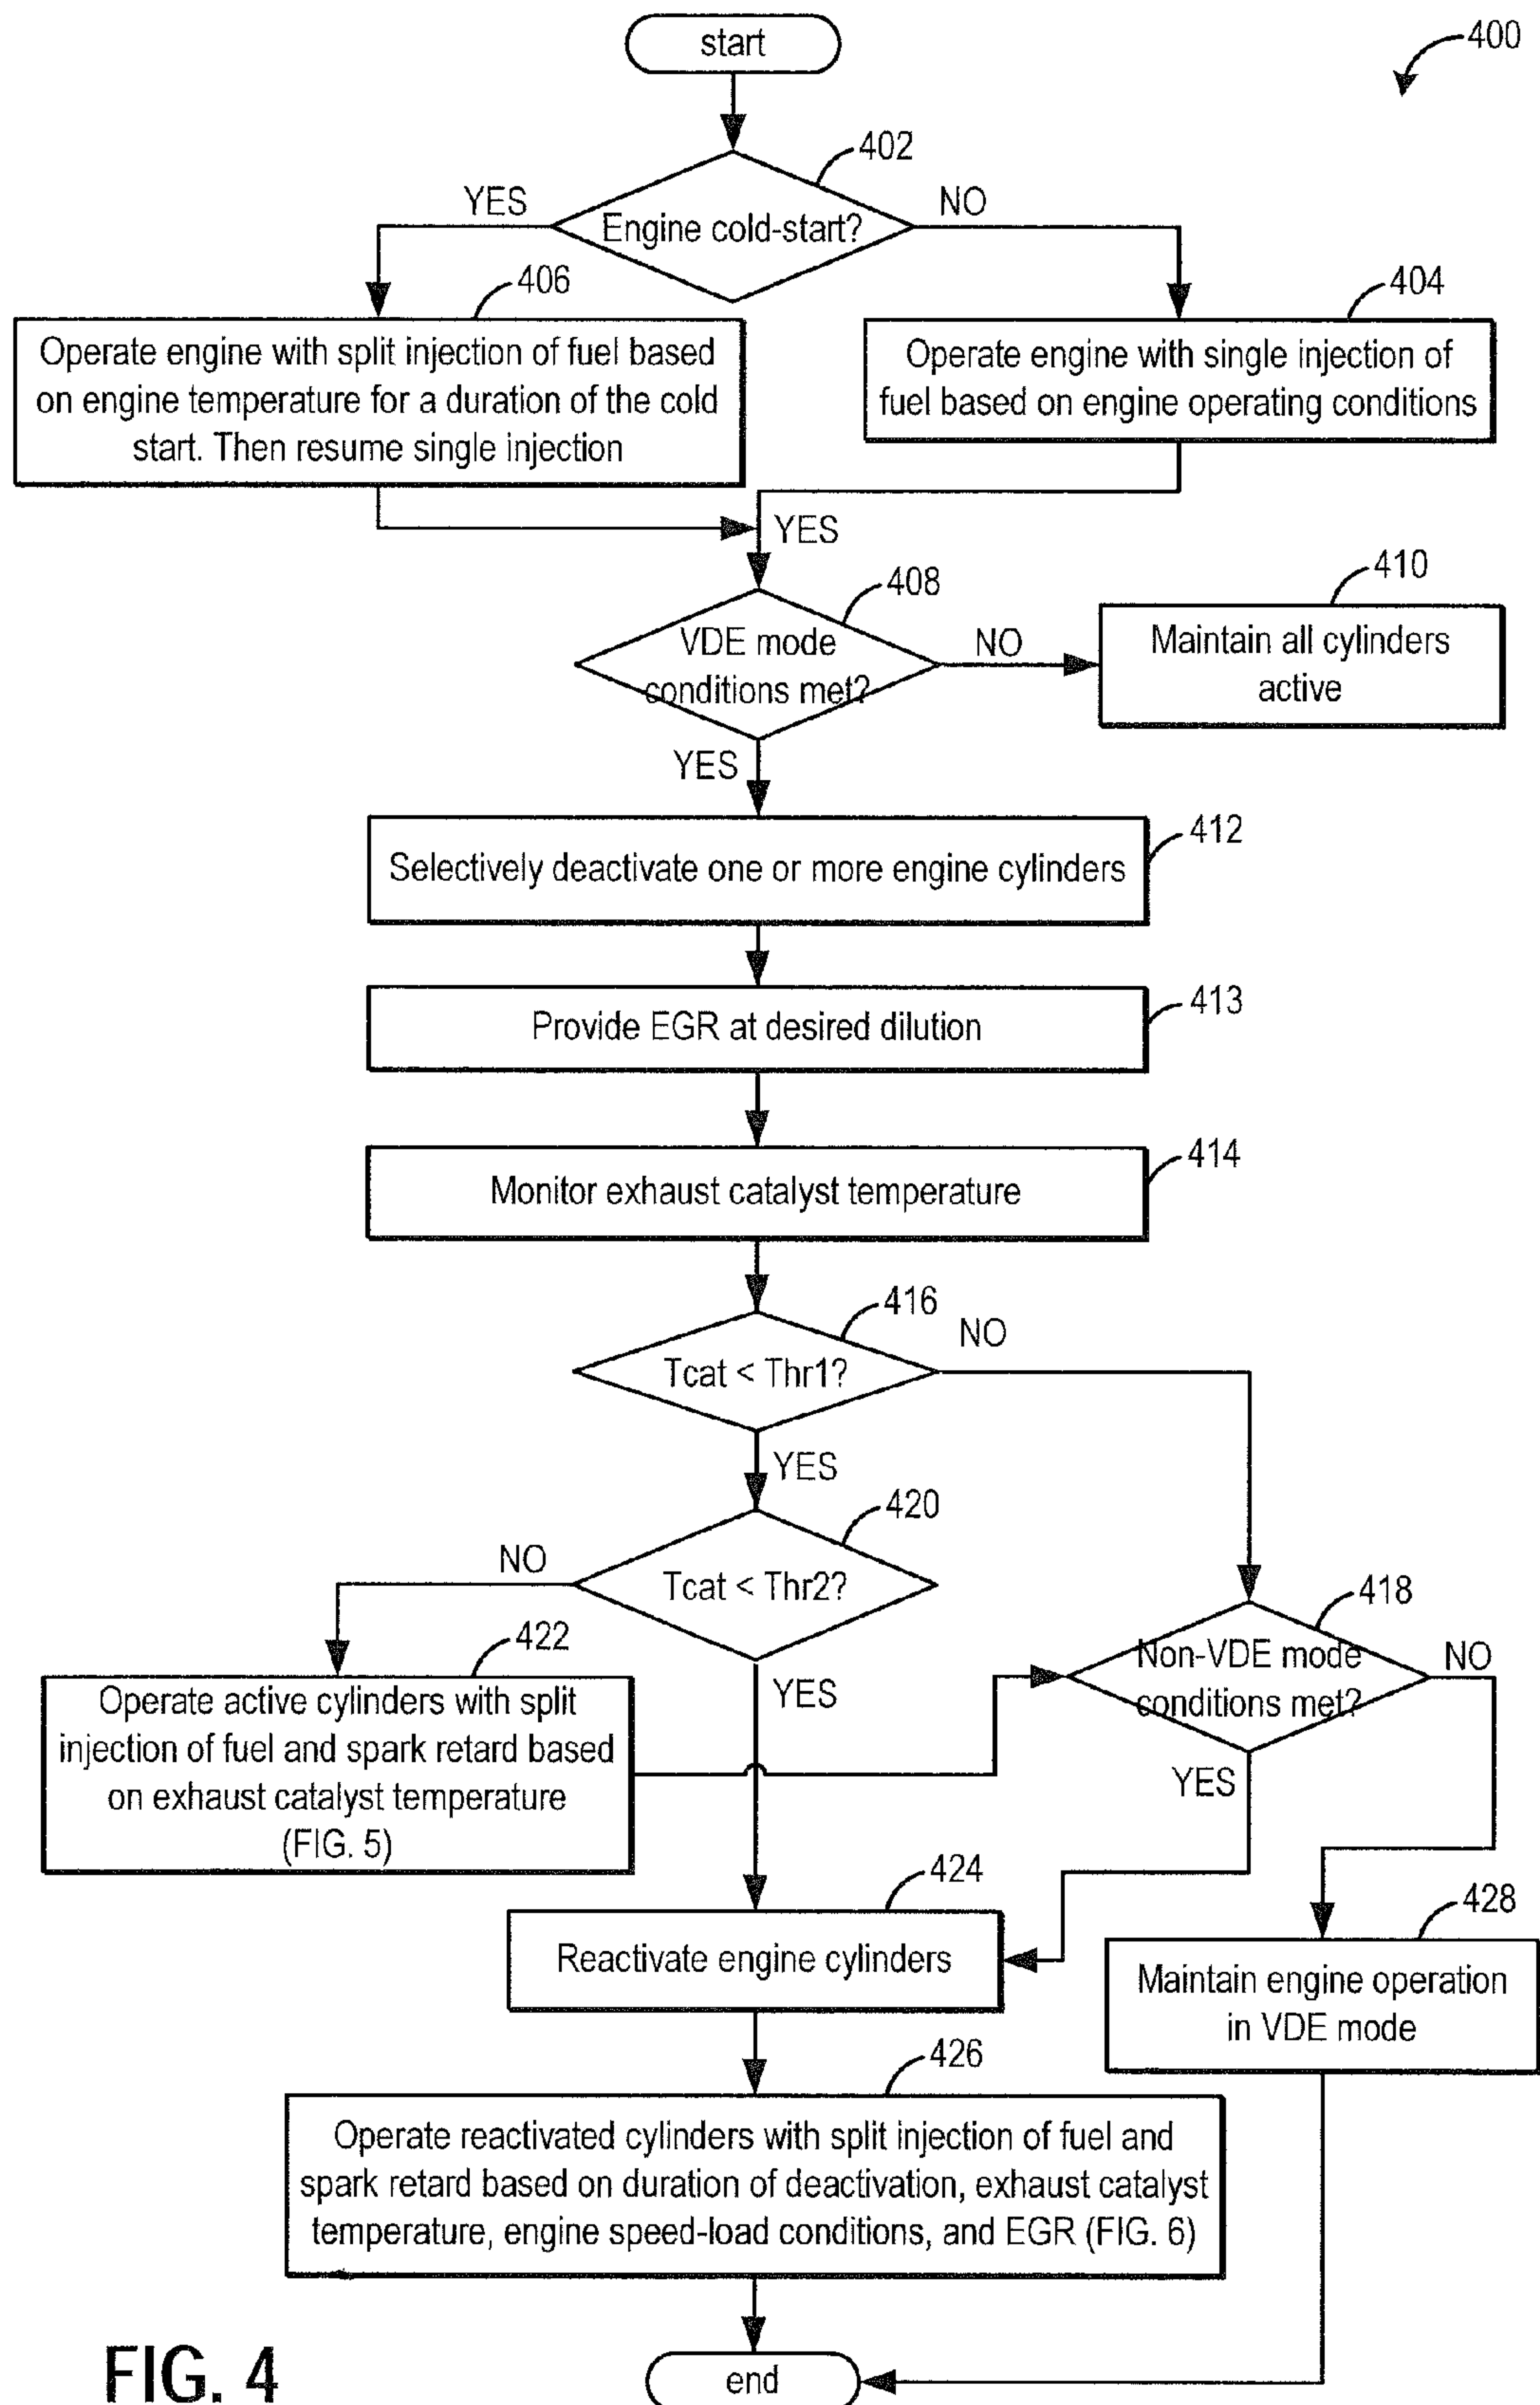 start
400
402
YES
NO
Engine cold-start?
406
404
Operate engine with split injection of fuel based
on engine temperature for a duration of the cold
start. Then resume single injection
Operate engine with single injection of
fuel based on engine operating conditions
YES
408
410
VDE mode
conditions met?
NO
Maintain all cylinders
active
YES
412
Selectively deactivate one or more engine cylinders
413
Provide EGR at desired dilution
414
Monitor exhaust catalyst temperature
416
NO
Tcat < Thr1?
YES
420
NO
Tcat < Thr2?
418
422
Non-VDE mode
conditions met?
NO
YES
Operate active cylinders with split
injection of fuel and spark retard based
on exhaust catalyst temperature
(FIG. 5)
YES
424
428
Reactivate engine cylinders
Maintain engine operation
in VDE mode
426
Operate reactivated cylinders with split injection of fuel and
spark retard based on duration of deactivation, exhaust catalyst
temperature, engine speed-load conditions, and EGR (FIG. 6)
FIG. 4
end